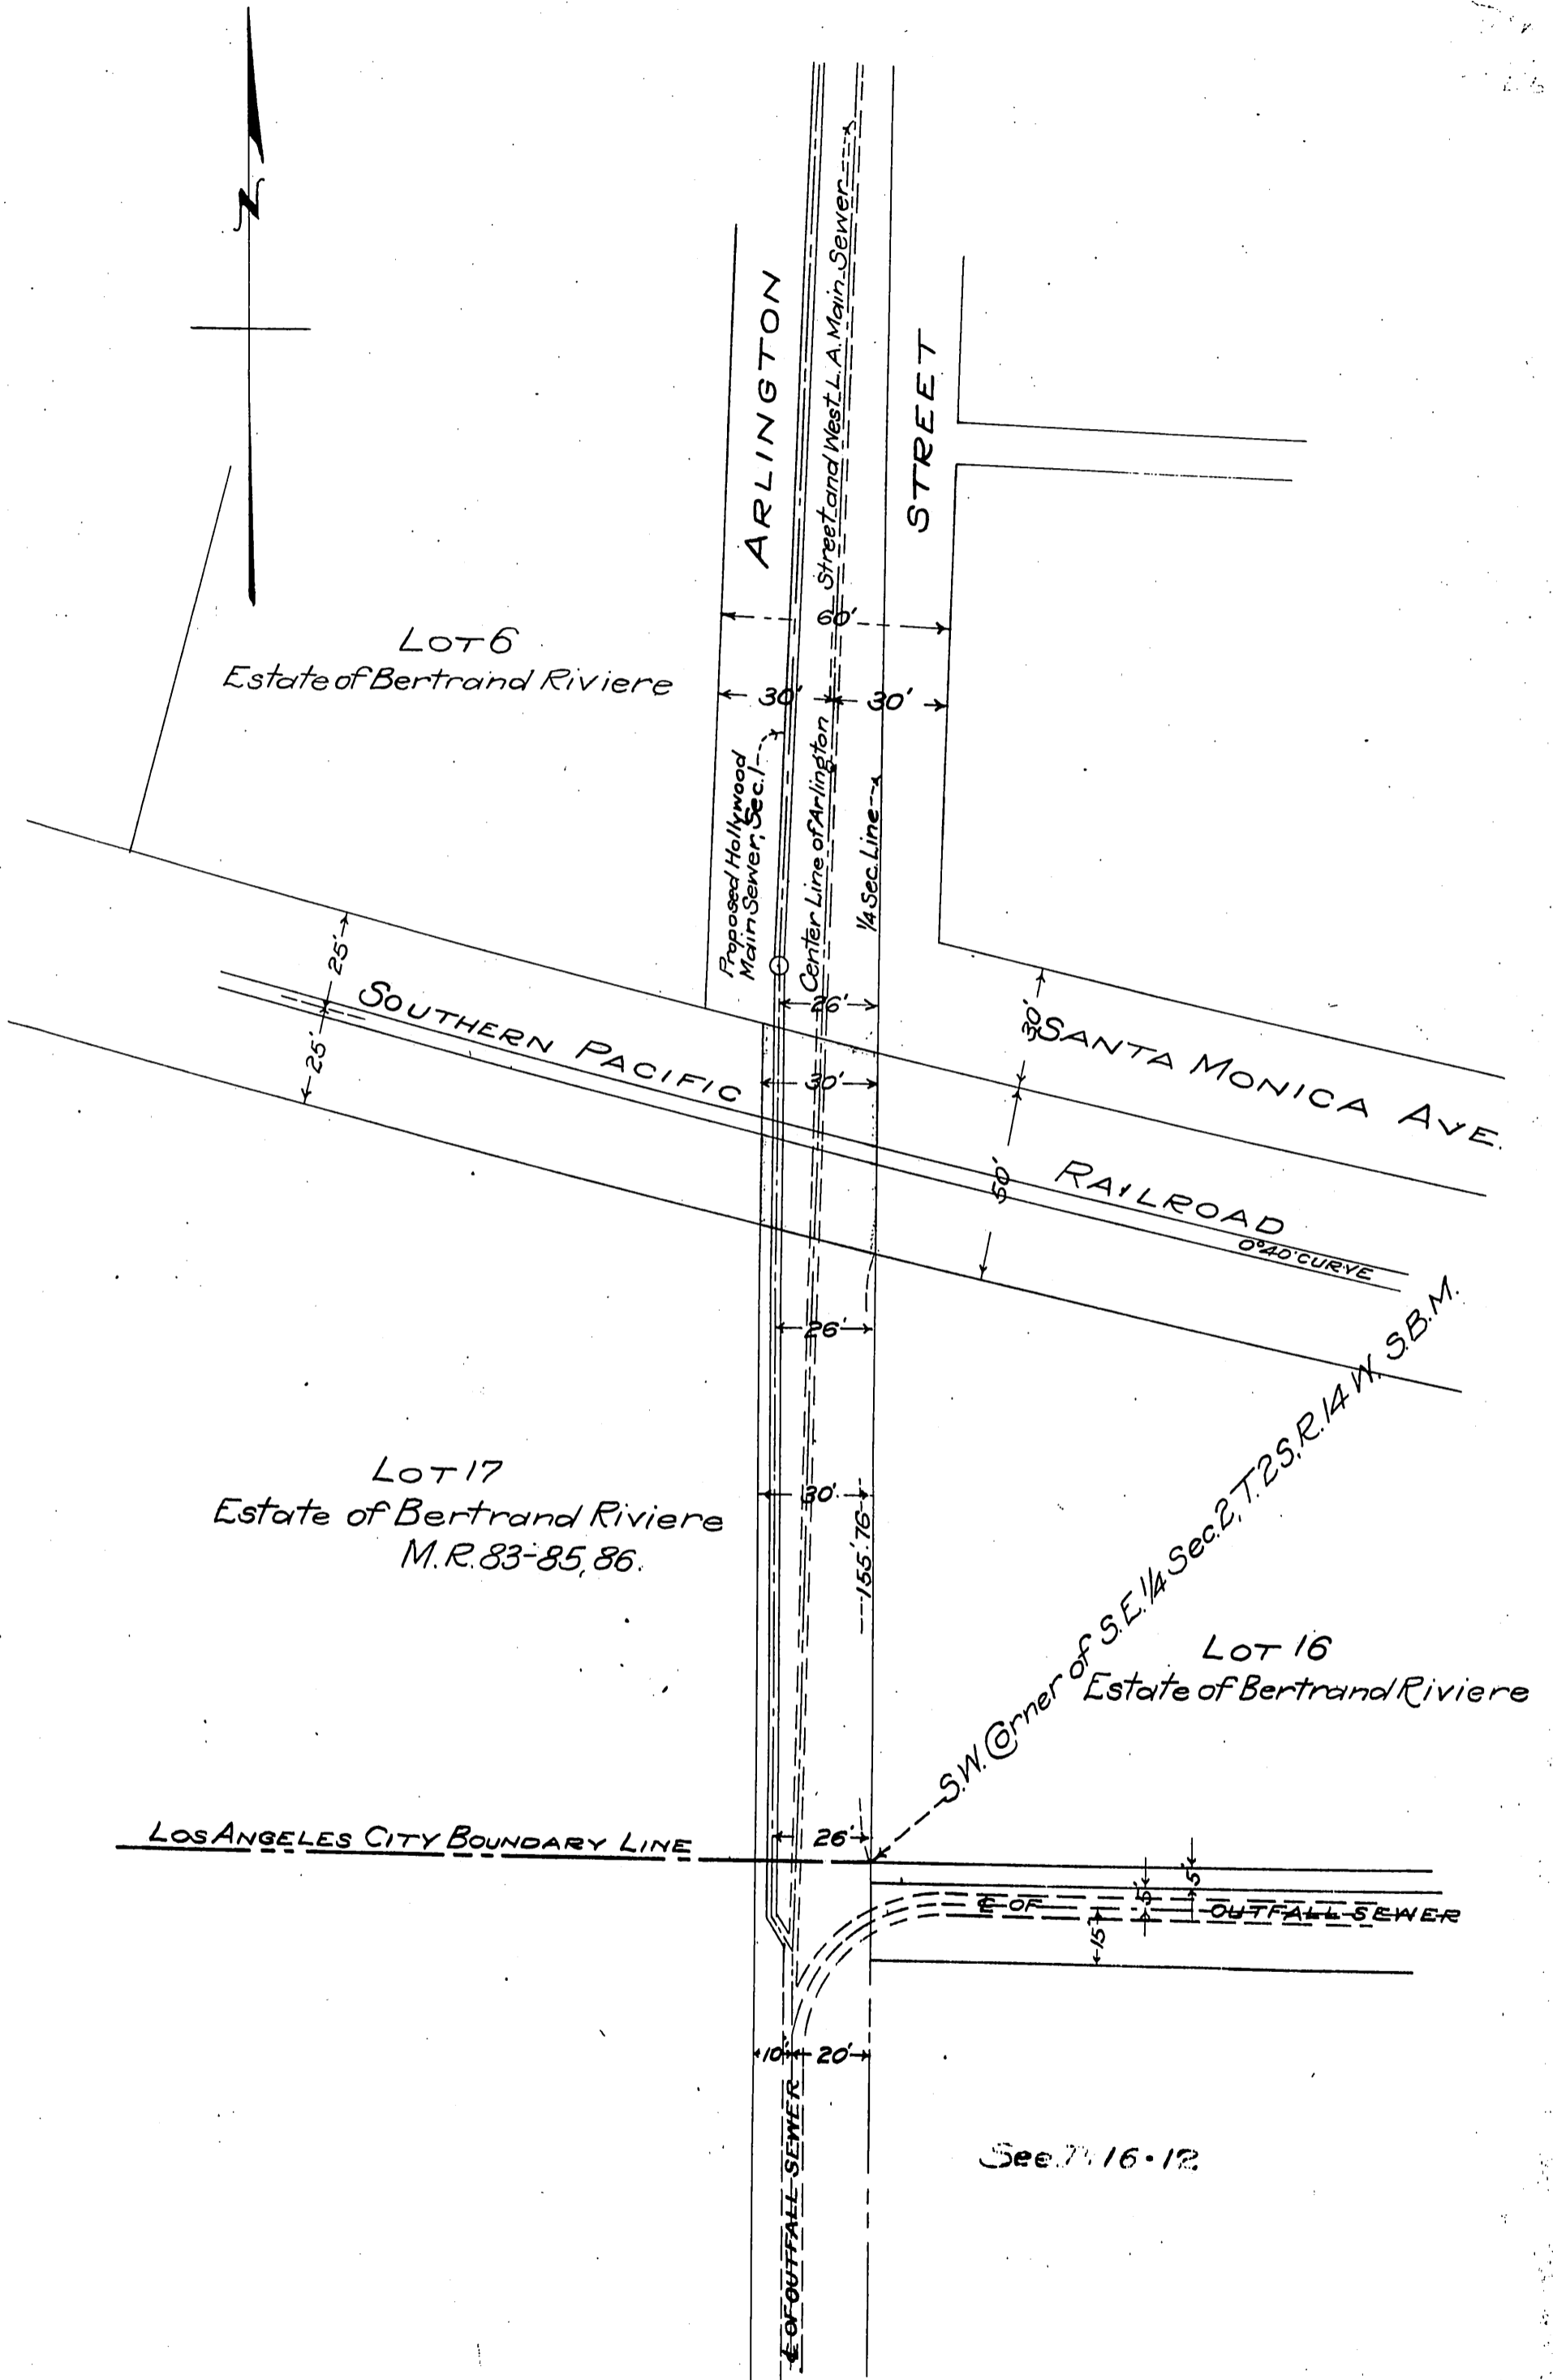 N
ARLINGTON
STREET
Street and West L.A. Main Sewer
60'
LOT 6
Estate of Bertrand Riviere
30' 30'
Proposed Hollywood
Main Sewer, Sec. 1
Center Line of Arlington
1/4 Sec. Line
25'
25'
26'
30'
30'
50'
SOUTHERN PACIFIC
RAILROAD
SANTA MONICA AVE.
0°40' CURVE
26'
S.W. Corner of S.E. 1/4 Sec. 2, T. 2 S, R. 14 W. S.B.M.
LOT 17
Estate of Bertrand Riviere
M.R. 83-85, 86.
30'
155.76
LOT 16
Estate of Bertrand Riviere
LOS ANGELES CITY BOUNDARY LINE
26'
5'
5'
15'
℄ OF OUTFALL SEWER
10' 20'
℄ OF OUTFALL SEWER
See 16-12